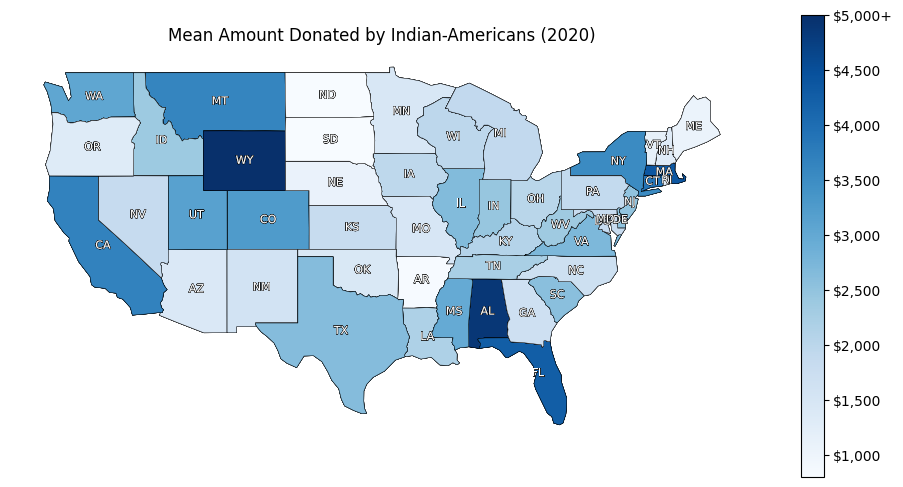 Mean Amount Donated by Indian-Americans (2020)
$5,000+
$4,500
$4,000
$3,500
$3,000
$2,500
$2,000
$1,500
$1,000
WA
MT
ND
MN
ME
OR
ID
SD
WI
MI
VT
NH
NY
MA
WY
CT
RI
NE
IA
PA
NV
UT
CO
IL
IN
OH
NJ
CA
KS
MO
WV
MD
DE
KY
VA
AZ
NM
OK
AR
TN
NC
TX
LA
MS
AL
GA
SC
FL